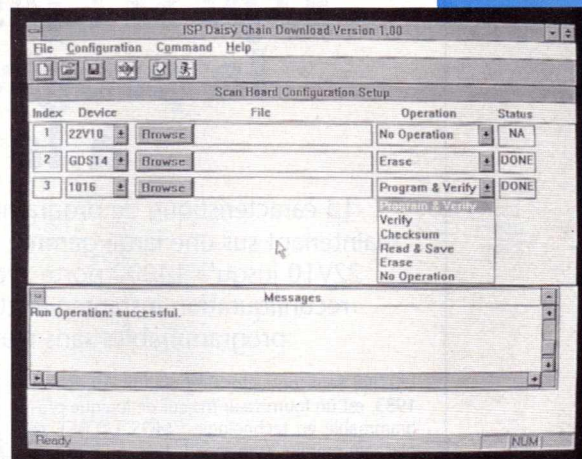 ISP Daisy Chain Download Version 1.00
File Configuration Command Help
Scan Hoard Configuration Setup
Index Device File Operation Status
1 22V10 Browse No Operation NA
2 GDS14 Browse Erase DONE
3 1016 Browse Program & Verify DONE
Program & Verify
Verify
Checksum
Read & Save
Erase
No Operation
Messages
Run Operation: successful.
Ready NUM